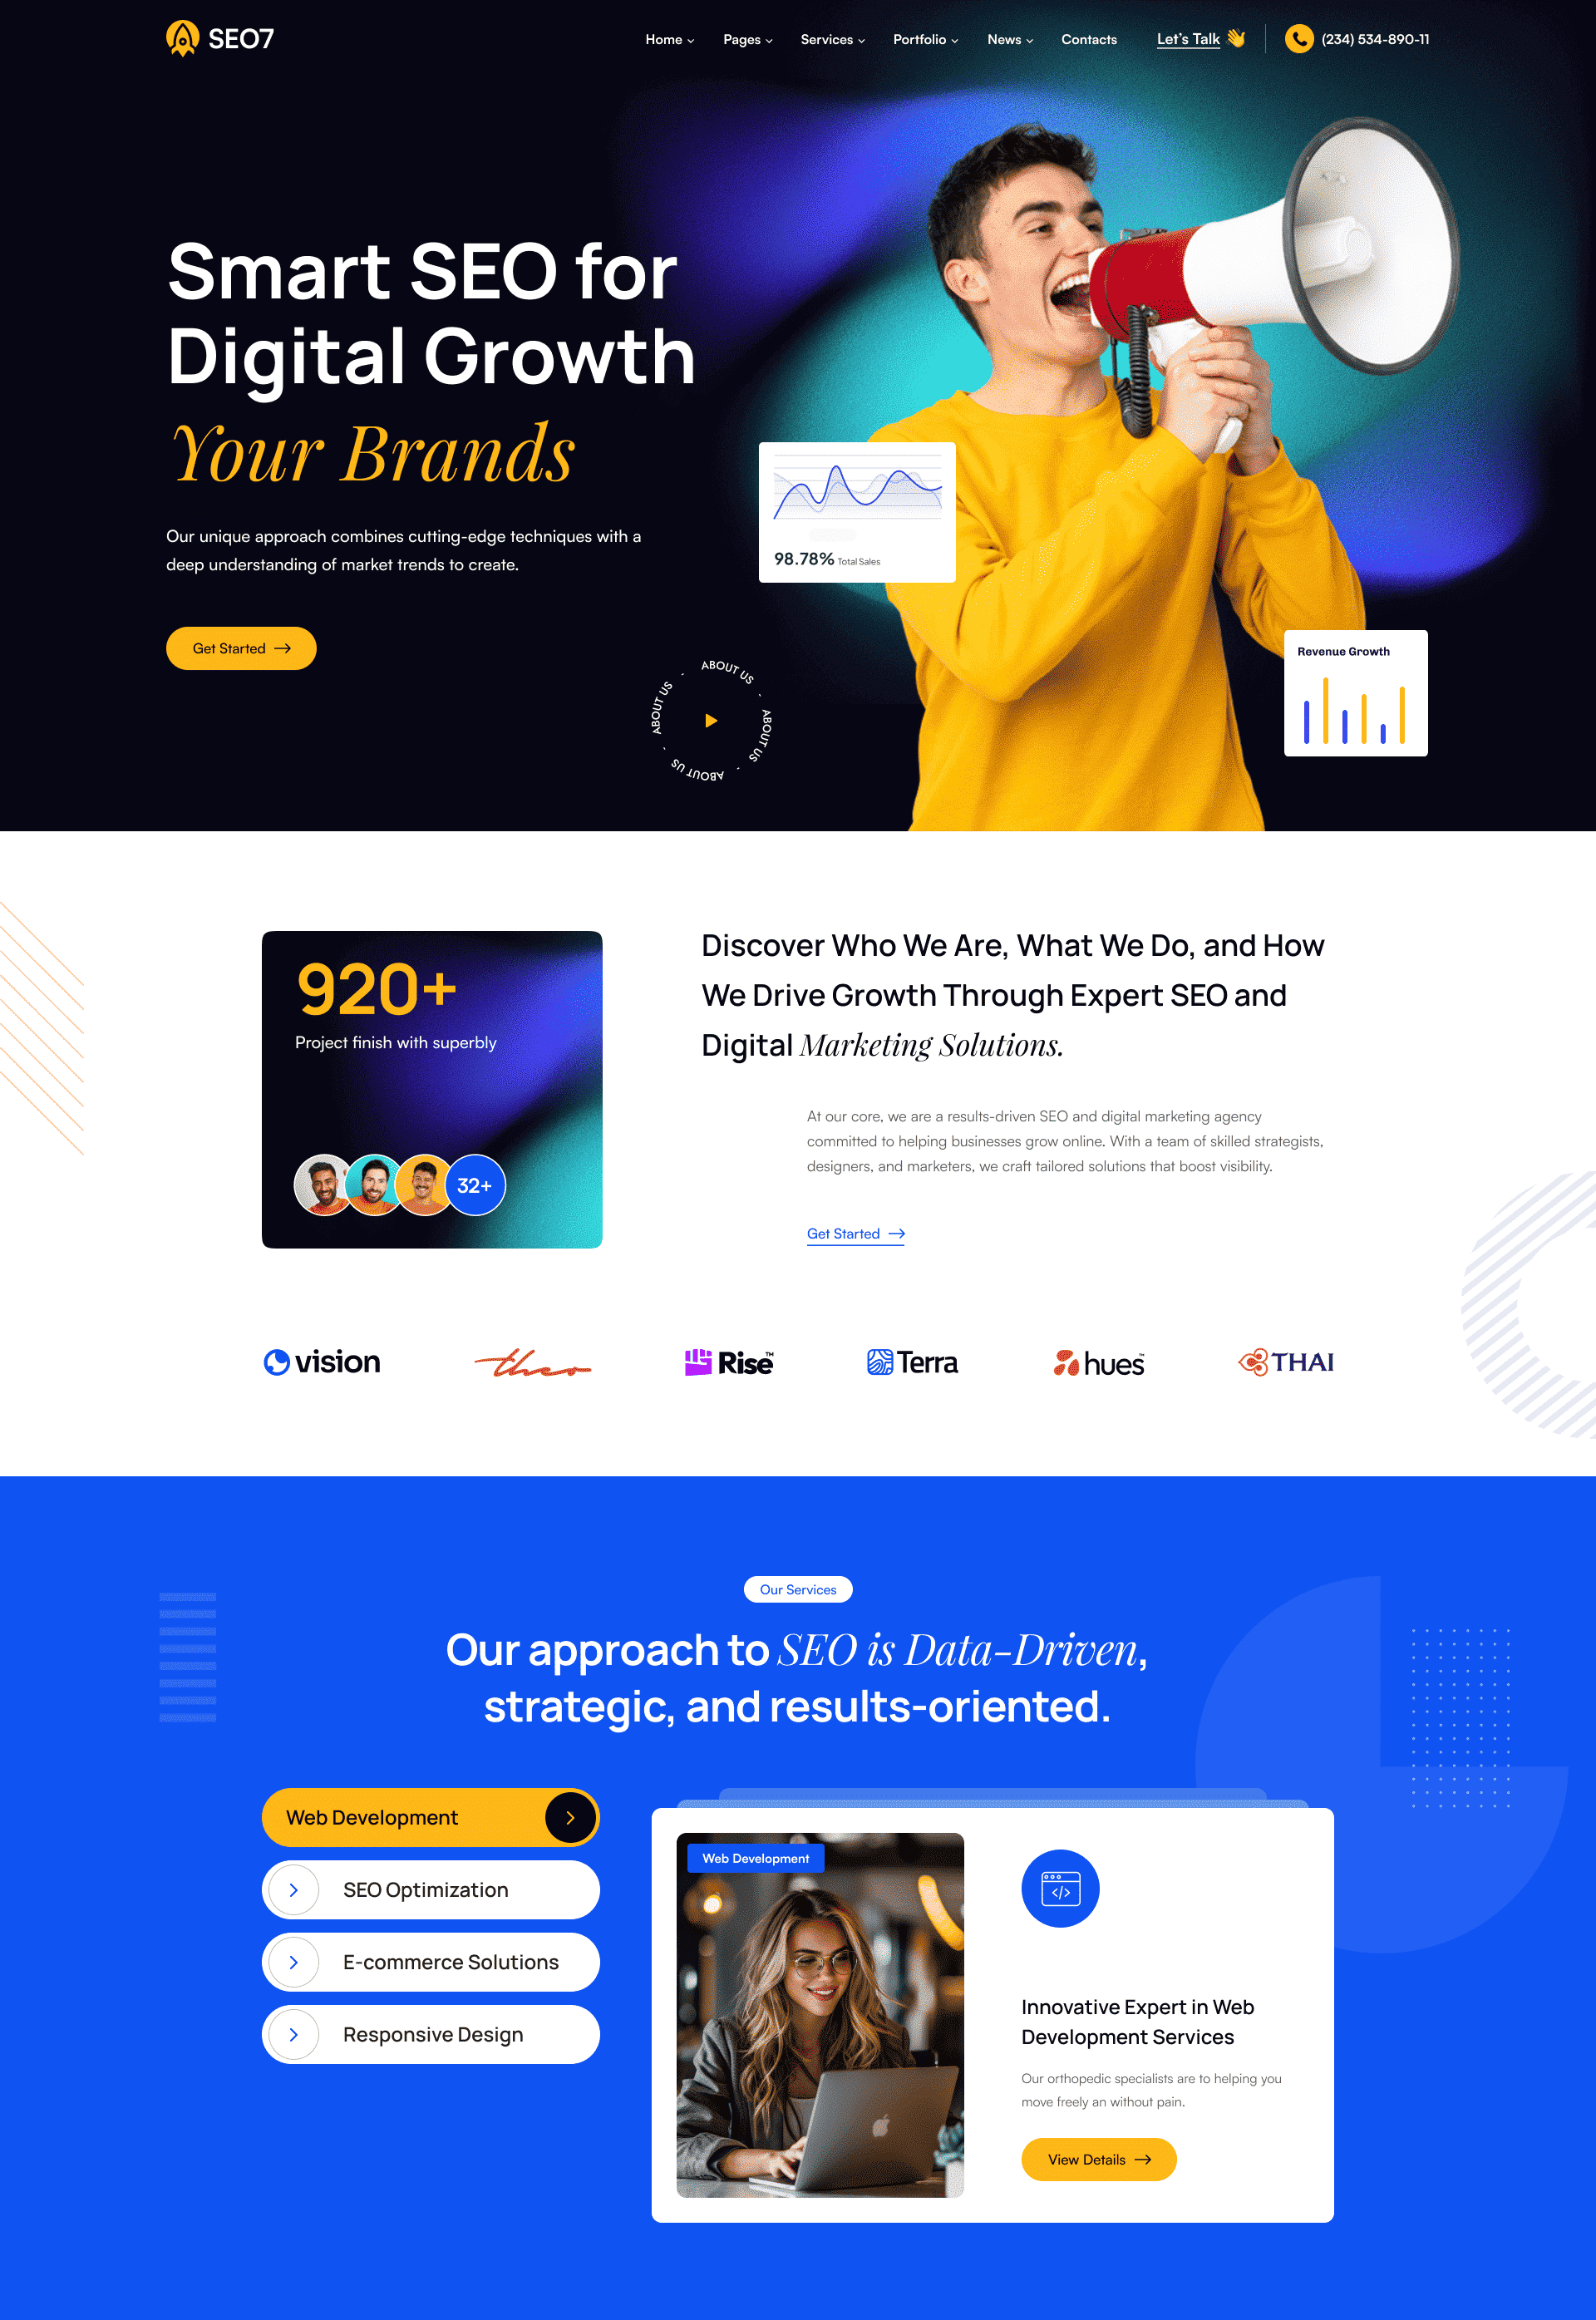 SEO7
Home
Pages
Services
Portfolio
News
Contacts
Let's Talk
(234) 534-890-11
Smart SEO for
Digital Growth
Your Brands
Our unique approach combines cutting-edge techniques with a
deep understanding of market trends to create.
Get Started
98.78% Total Sales
ABOUT US - ABOUT US - ABOUT US - ABOUT US -
Revenue Growth
920+
Project finish with superbly
32+
Discover Who We Are, What We Do, and How
We Drive Growth Through Expert SEO and
Digital Marketing Solutions.
At our core, we are a results-driven SEO and digital marketing agency
committed to helping businesses grow online. With a team of skilled strategists,
designers, and marketers, we craft tailored solutions that boost visibility.
Get Started
vision
theo
Rise™
Terra
hues™
THAI
Our Services
Our approach to SEO is Data-Driven,
strategic, and results-oriented.
Web Development
SEO Optimization
E-commerce Solutions
Responsive Design
Web Development
</>
Innovative Expert in Web
Development Services
Our orthopedic specialists are to helping you
move freely an without pain.
View Details